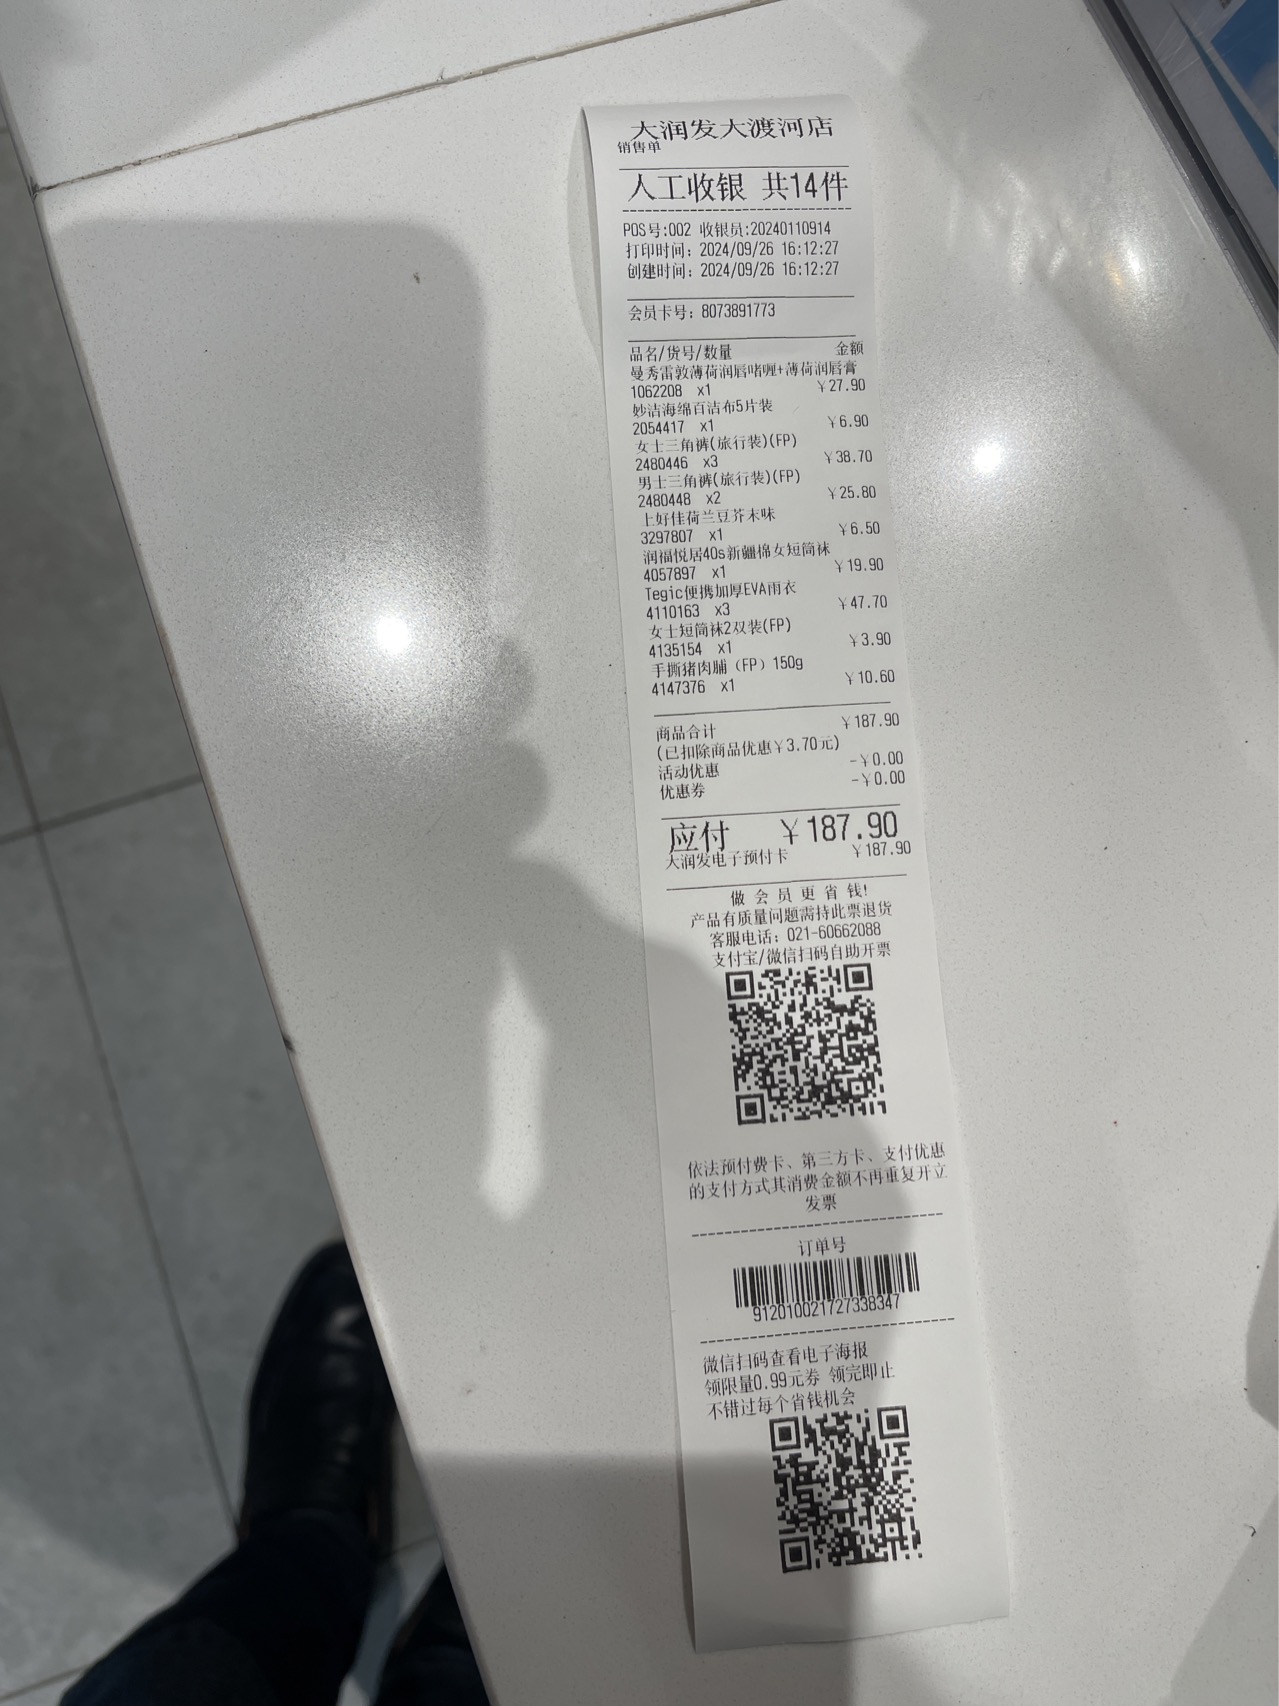 大润发大渡河店
销售单
人工收银 共14件
POS号:002 收银员:20240110914
打印时间: 2024/09/26 16:12:27
创建时间: 2024/09/26 16:12:27
会员卡号: 8073891773
品名/货号/数量 金额
曼秀雷敦薄荷润唇啫喱+薄荷润唇膏
1062208 x1 ￥27.90
妙洁海绵百洁布5片装
2054417 x1 ￥6.90
女士三角裤(旅行装)(FP)
2480446 x3 ￥38.70
男士三角裤(旅行装)(FP)
2480448 x2 ￥25.80
上好佳荷兰豆芥末味
3297807 x1 ￥6.50
润福悦居40s新疆棉女短筒袜
4057897 x1 ￥19.90
Tegic便携加厚EVA雨衣
4110163 x3 ￥47.70
女士短筒袜2双装(FP)
4135154 x1 ￥3.90
手撕猪肉脯（FP）150g
4147376 x1 ￥10.60
商品合计 ￥187.90
(已扣除商品优惠￥3.70元)
活动优惠 -￥0.00
优惠券 -￥0.00
应付 ￥187.90
大润发电子预付卡 ￥187.90
做 会 员 更 省 钱!
产品有质量问题需持此票退货
客服电话: 021-60662088
支付宝/微信扫码自助开票
依法预付费卡、第三方卡、支付优惠
的支付方式其消费金额不再重复开立
发票
订单号
912010021727338347
微信扫码查看电子海报
领限量0.99元券 领完即止
不错过每个省钱机会